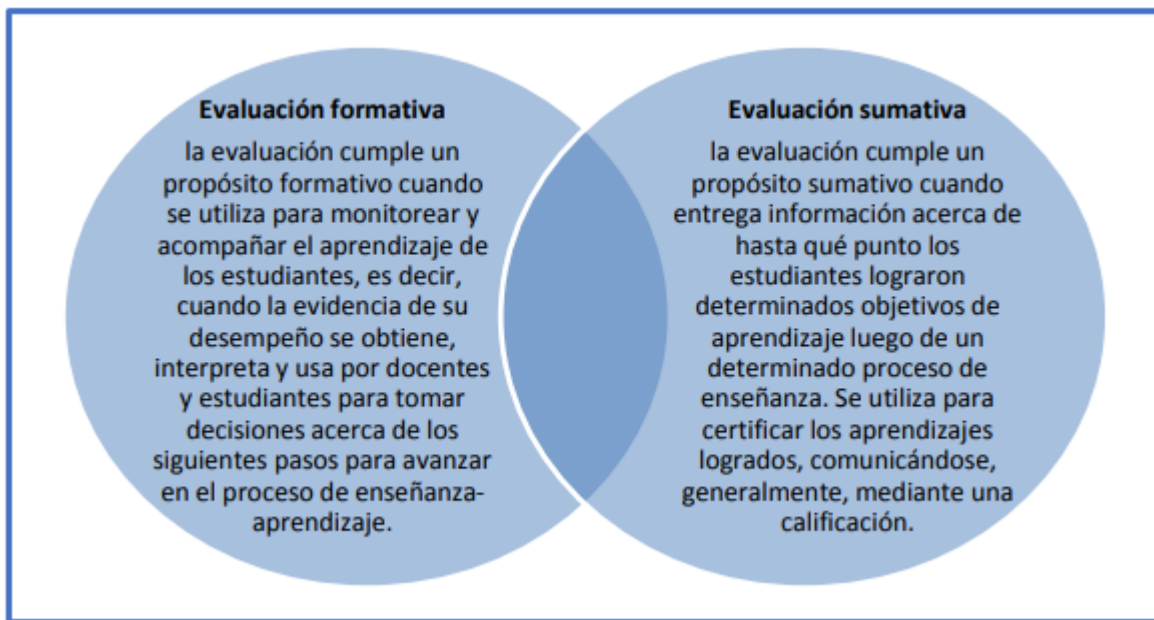 Evaluación formativa
la evaluación cumple un
propósito formativo cuando
se utiliza para monitorear y
acompañar el aprendizaje de
los estudiantes, es decir,
cuando la evidencia de su
desempeño se obtiene,
interpreta y usa por docentes
y estudiantes para tomar
decisiones acerca de los
siguientes pasos para avanzar
en el proceso de enseñanza-
aprendizaje.
Evaluación sumativa
la evaluación cumple un
propósito sumativo cuando
entrega información acerca de
hasta qué punto los
estudiantes lograron
determinados objetivos de
aprendizaje luego de un
determinado proceso de
enseñanza. Se utiliza para
certificar los aprendizajes
logrados, comunicándose,
generalmente, mediante una
calificación.